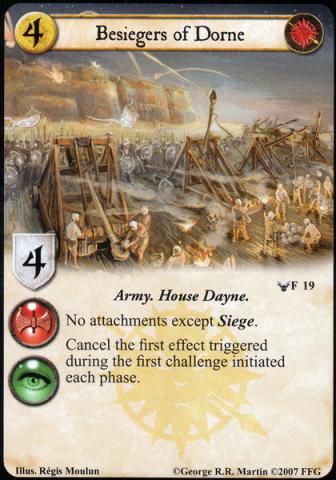 4 Besiegers of Dorne
4
F 19
Army. House Dayne.
No attachments except Siege.
Cancel the first effect triggered
during the first challenge initiated
each phase.
Illus. Régis Moulun ©George R.R. Martin ©2007 FFG